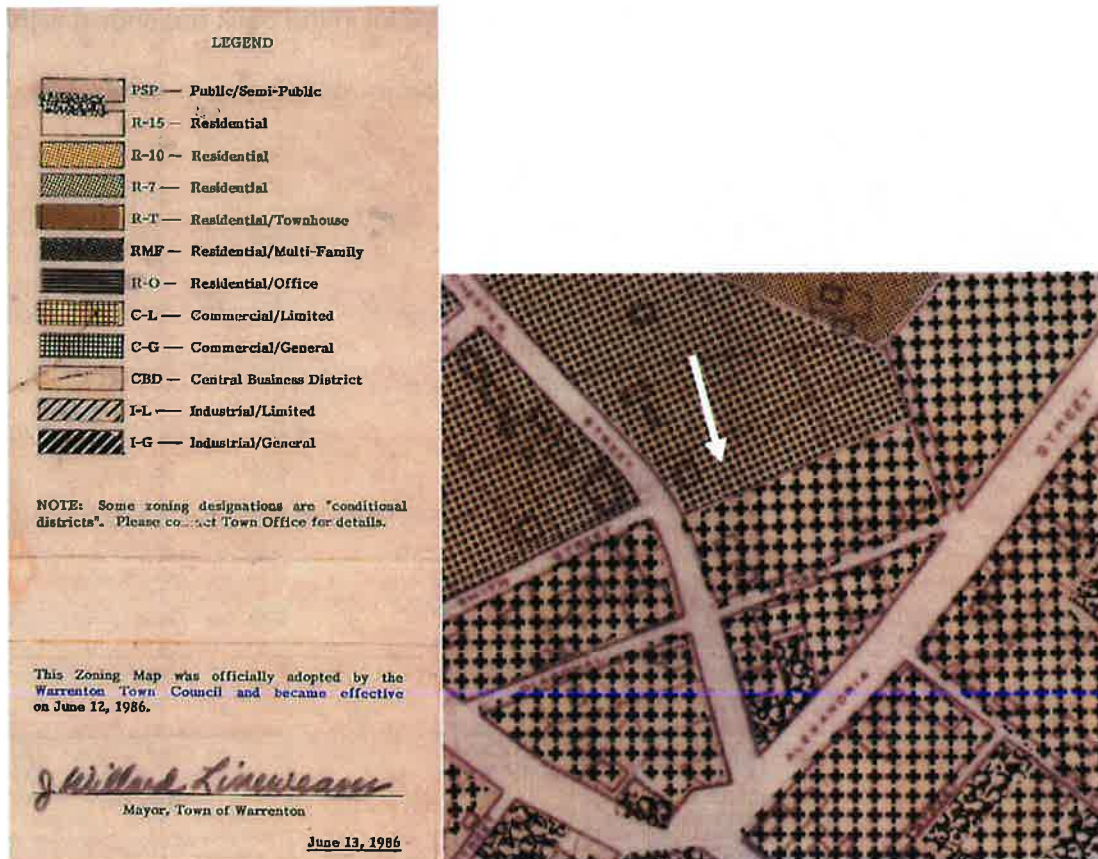 LEGEND
PSP — Public/Semi-Public
R-15 — Residential
R-10 — Residential
R-7 — Residential
R-T — Residential/Townhouse
RMF — Residential/Multi-Family
R-O — Residential/Office
C-L — Commercial/Limited
C-G — Commercial/General
CBD — Central Business District
I-L — Industrial/Limited
I-G — Industrial/General
NOTE: Some zoning designations are "conditional
districts". Please Town Office for details.
This Zoning Map was officially adopted by the
Warrenton Town Council and became effective
on June 12, 1986.
J Willard Lineweaver
Mayor, Town of Warrenton
June 13, 1986
STREET
STREET
ALEXANDRIA